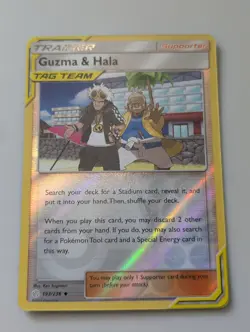 TRAINER
Supporter
Guzma & Hala
TAG TEAM
Search your deck for a Stadium card, reveal it, and
put it into your hand. Then, shuffle your deck.
When you play this card, you may discard 2
other cards from your hand. If you do, you may also search
for a Pokémon Tool card and a Special Energy card
in this way.
You may play only 1 Supporter card during your
turn (before your attack).
193/236